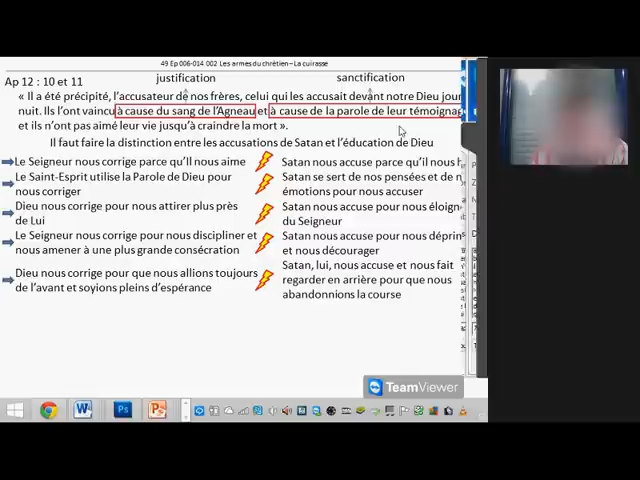 49 Ep 006-014 002 Les armes du chrétien – La cuirasse
Ap 12 : 10 et 11
justification
sanctification
« Il a été précipité, l'accusateur de nos frères, celui qui les accusait devant notre Dieu jour
nuit. Ils l'ont vaincu à cause du sang de l'Agneau et à cause de la parole de leur témoignag
et ils n'ont pas aimé leur vie jusqu'à craindre la mort ».
Il faut faire la distinction entre les accusations de Satan et l'éducation de Dieu
Le Seigneur nous corrige parce qu'Il nous aime
Satan nous accuse parce qu'il nous h
Le Saint-Esprit utilise la Parole de Dieu pour
nous corriger
Satan se sert de nos pensées et de n
émotions pour nous accuser
Dieu nous corrige pour nous attirer plus près
de Lui
Satan nous accuse pour nous éloign
du Seigneur
Le Seigneur nous corrige pour nous discipliner et
nous amener à une plus grande consécration
Satan nous accuse pour nous déprin
et nous décourager
Dieu nous corrige pour que nous allions toujours
de l'avant et soyions pleins d'espérance
Satan, lui, nous accuse et nous fait
regarder en arrière pour que nous
abandonnions la course
TeamViewer